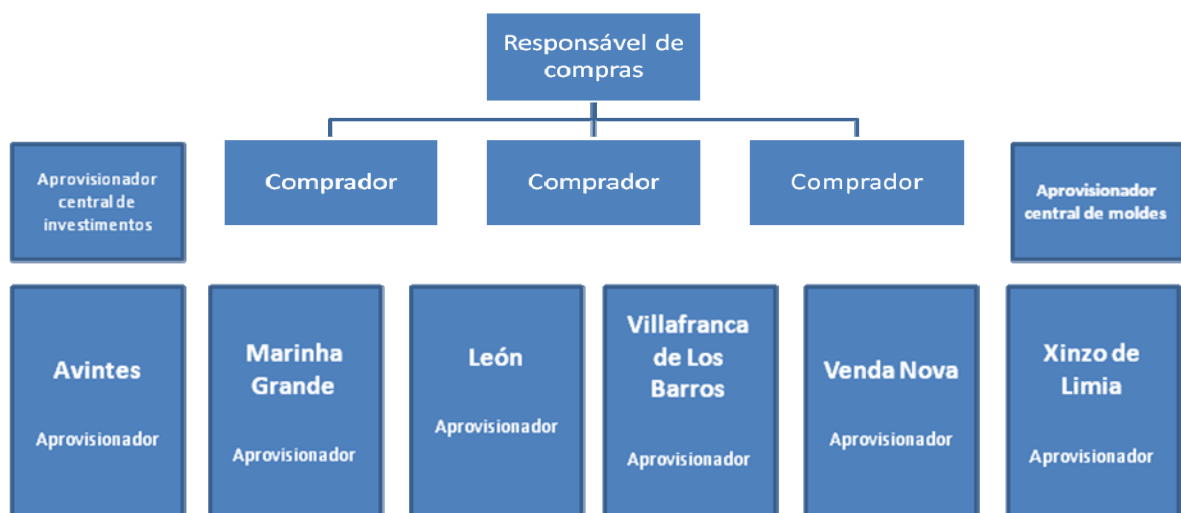 Responsável de
compras
Aprovisionador
central de
investimentos
Comprador
Comprador
Comprador
Aprovisionador
central de moldes
Avintes
Aprovisionador
Marinha
Grande
Aprovisionador
León
Aprovisionador
Villafranca
de Los
Barros
Aprovisionador
Venda Nova
Aprovisionador
Xinzo de
Limia
Aprovisionador